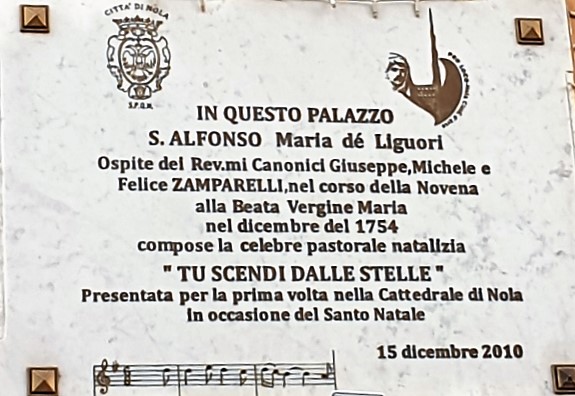 CITTA' DI NOLA
S.P.Q.N.
IN QUESTO PALAZZO
S. ALFONSO Maria dé Liguori
Ospite dei Rev.mi Canonici Giuseppe,Michele e
Felice ZAMPARELLI,nel corso della Novena
alla Beata Vergine Maria
nel dicembre del 1754
compose la celebre pastorale natalizia
" TU SCENDI DALLE STELLE "
Presentata per la prima volta nella Cattedrale di Nola
in occasione del Santo Natale
15 dicembre 2010